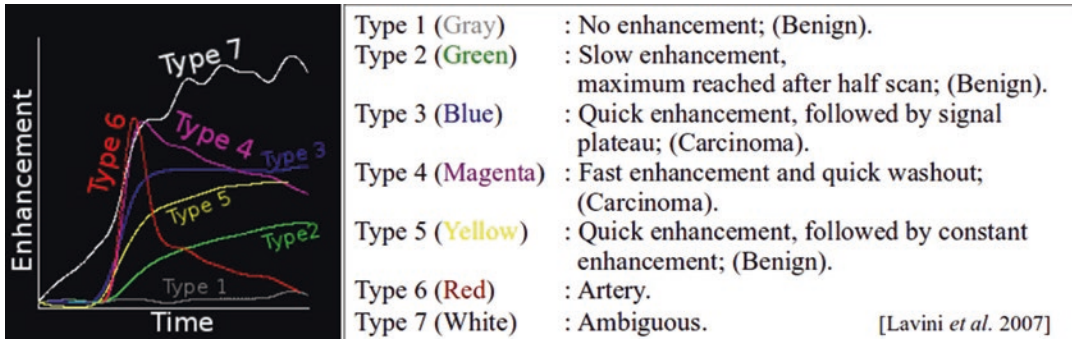 Enhancement
Time
Type 7
Type 6
Type 4
Type 3
Type 5
Type2
Type 1
Type 1 (Gray) : No enhancement; (Benign).
Type 2 (Green) : Slow enhancement,
maximum reached after half scan; (Benign).
Type 3 (Blue) : Quick enhancement, followed by signal
plateau; (Carcinoma).
Type 4 (Magenta) : Fast enhancement and quick washout;
(Carcinoma).
Type 5 (Yellow) : Quick enhancement, followed by constant
enhancement; (Benign).
Type 6 (Red) : Artery.
Type 7 (White) : Ambiguous. [Lavini et al. 2007]